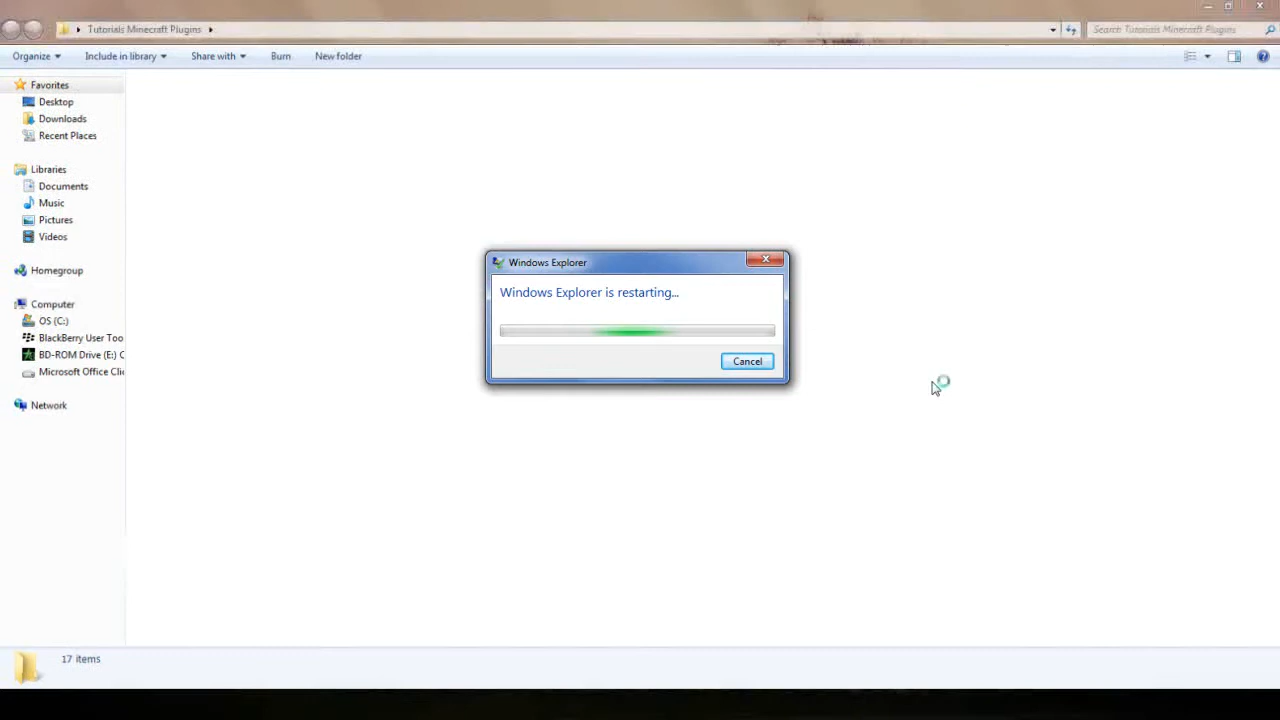 Tutorials Minecraft Plugins
Search Tutorials Minecraft Plugins
Organize
Include in library
Share with
Burn
New folder
Favorites
Desktop
Downloads
Recent Places
Libraries
Documents
Music
Pictures
Videos
Homegroup
Computer
OS (C:)
BlackBerry User Too
BD-ROM Drive (E:) C
Microsoft Office Clic
Network
Windows Explorer
Windows Explorer is restarting...
Cancel
17 items